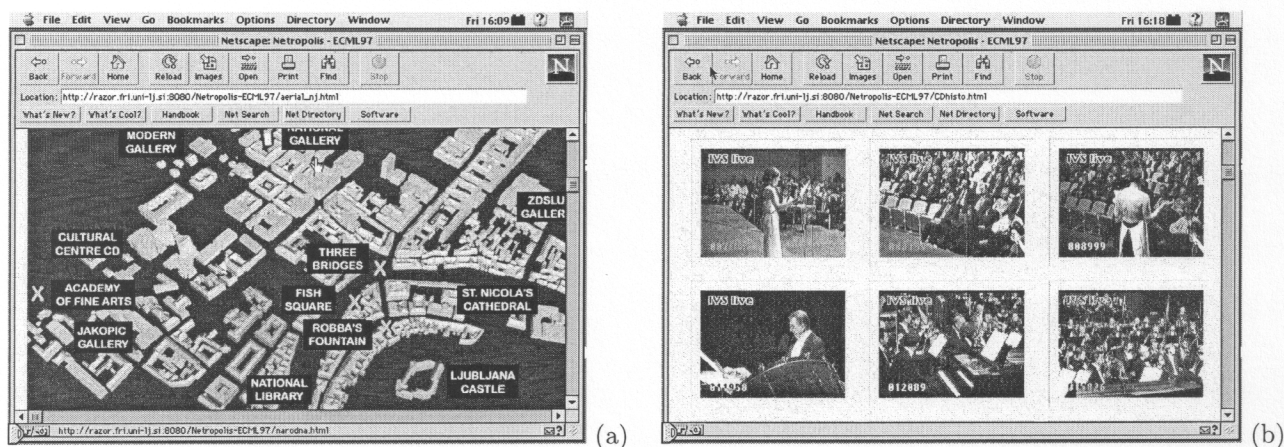 File Edit View Go Bookmarks Options Directory Window Fri 16:09
Netscape: Netropolis - ECML97
Back Forward Home Reload Images Open Print Find Stop
N
Location: http://razor.fri.uni-lj.si:8080/Netropolis-ECML97/aerial_nj.html
What's New? What's Cool? Handbook Net Search Net Directory Software
MODERN
GALLERY
NATIONAL
GALLERY
ZDSLU
GALLER
CULTURAL
CENTRE CD
THREE
BRIDGES
X
X
ACADEMY
OF FINE ARTS
FISH
SQUARE
X
ST. NICOLA'S
CATHEDRAL
JAKOPIC
GALLERY
ROBBA'S
FOUNTAIN
X
NATIONAL
LIBRARY
LJUBLJANA
CASTLE
http://razor.fri.uni-lj.si:8080/Netropolis-ECML97/narodna.html
(a)
File Edit View Go Bookmarks Options Directory Window Fri 16:18
Netscape: Netropolis - ECML97
Back Forward Home Reload Images Open Print Find Stop
N
Location: http://razor.fri.uni-lj.si:8080/Netropolis-ECML97/CDhisto.html
What's New? What's Cool? Handbook Net Search Net Directory Software
IVS live
IVS live
IVS live
008999
IVS live
IVS live
IVS live
012889
(b)